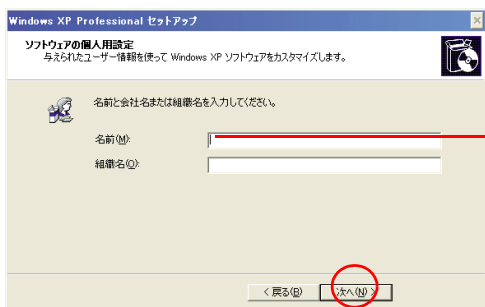 Windows XP Professional セットアップ
ソフトウェアの個人用設定
与えられたユーザー情報を使って Windows XP ソフトウェアをカスタマイズします。
名前と会社名または組織名を入力してください。
名前(M):
組織名(O):
< 戻る(B)
次へ(N) >